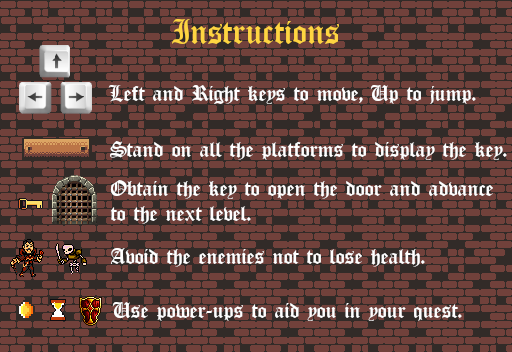 Instructions
Left and Right keys to move, Up to jump.
Stand on all the platforms to display the key.
Obtain the key to open the door and advance
to the next level.
Avoid the enemies not to lose health.
Use power-ups to aid you in your quest.